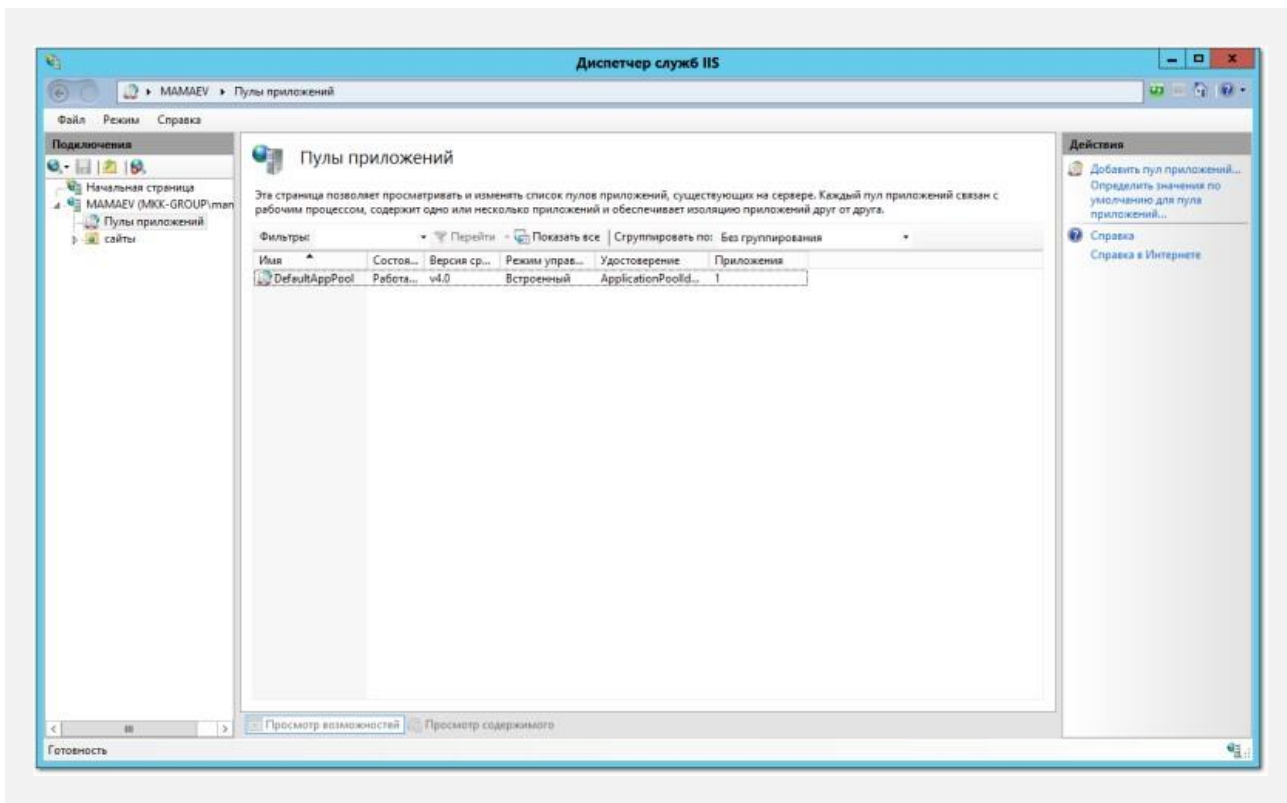 Диспетчер служб IIS
MAMAEV Пулы приложений
Файл Режим Справка
Подключения
Начальная страница
MAMAEV (MKK-GROUP\mam
Пулы приложений
сайты
Пулы приложений
Эта страница позволяет просматривать и изменять список пулов приложений, существующих на сервере. Каждый пул приложений связан с
рабочим процессом, содержит одно или несколько приложений и обеспечивает изоляцию приложений друг от друга.
Фильтры: Перейти Показать все Сгруппировать по: Без группирования
Имя Состоя... Версия ср... Режим управ... Удостоверение Приложения
DefaultAppPool Работа... v4.0 Встроенный ApplicationPoolId... 1
Просмотр возможностей Просмотр содержимого
Действия
Добавить пул приложений...
Определить значения по
умолчанию для пула
приложений...
Справка
Справка в Интернете
Готовность